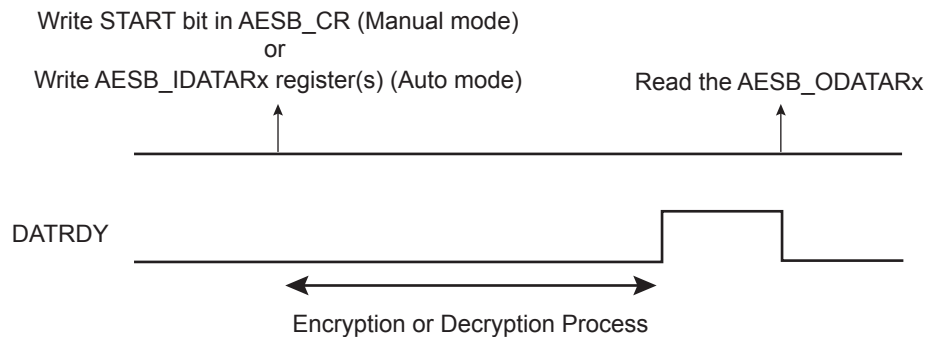 Write START bit in AESB_CR (Manual mode)
or
Write AESB_IDATARx register(s) (Auto mode)
Read the AESB_ODATARx
DATRDY
Encryption or Decryption Process